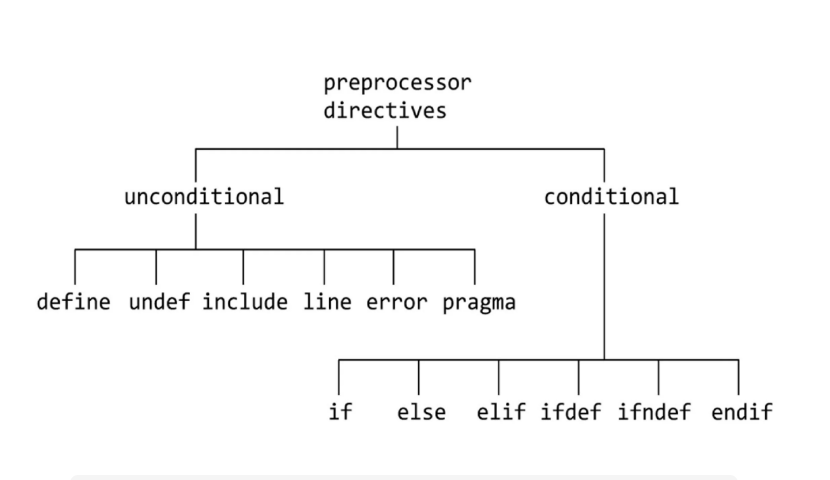 preprocessor
directives
unconditional conditional
define undef include line error pragma
if else elif ifdef ifndef endif